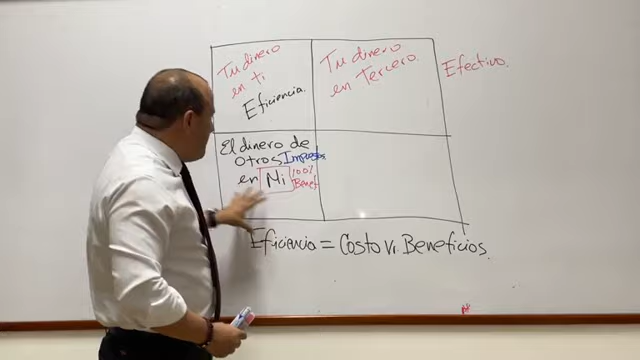 Tu dinero
en ti
Eficiencia.
Tu dinero
en Tercero.
Efectivo.
El dinero de
otros Impuestos
en Mi 100%
Benef
Eficiencia = Costo Vs. Beneficios.